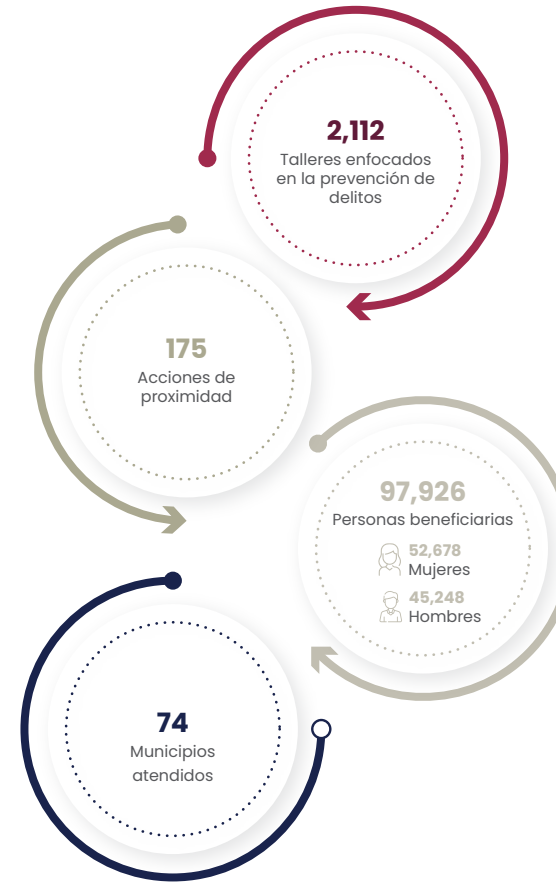 2,112
Talleres enfocados
en la prevención de
delitos
175
Acciones de
proximidad
97,926
Personas beneficiarias
52,678
Mujeres
45,248
Hombres
74
Municipios
atendidos